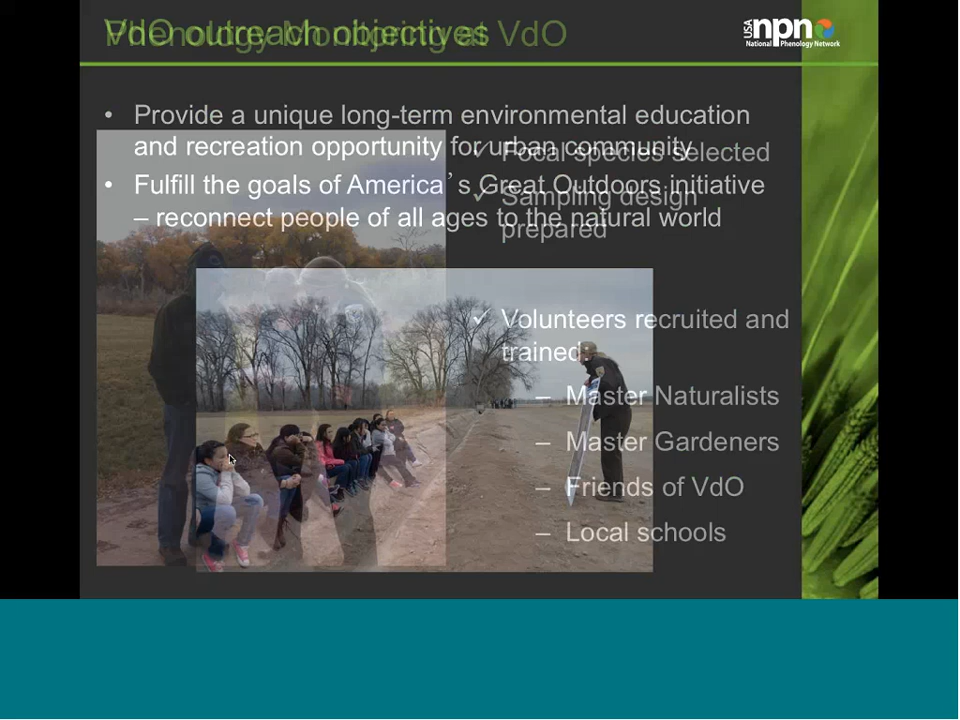 VdO outreach objectives
Phenology Monitoring at VdO
USA npn
National Phenology Network
• Provide a unique long-term environmental education
and recreation opportunity for urban community
• Fulfill the goals of America’s Great Outdoors initiative
– reconnect people of all ages to the natural world
✓ Focal species selected
✓ Sampling design
prepared
✓ Volunteers recruited and
trained:
– Master Naturalists
– Master Gardeners
– Friends of VdO
– Local schools